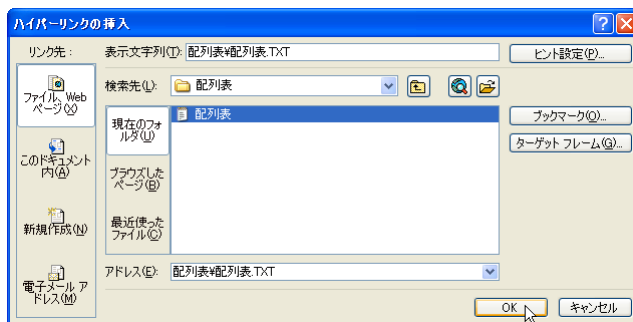 ハイパーリンクの挿入
リンク先：
表示文字列(T): 配列表¥配列表.TXT
ヒント設定(P)...
ファイル、Web
ページ(X)
検索先(L): 配列表
現在のフォ
ルダ(U)
配列表
ブックマーク(O)...
ターゲット フレーム(G)...
このドキュメント
内(A)
ブラウズした
ページ(B)
新規作成(N)
最近使った
ファイル(C)
電子メール ア
ドレス(M)
アドレス(E): 配列表¥配列表.TXT
OK
キャンセル